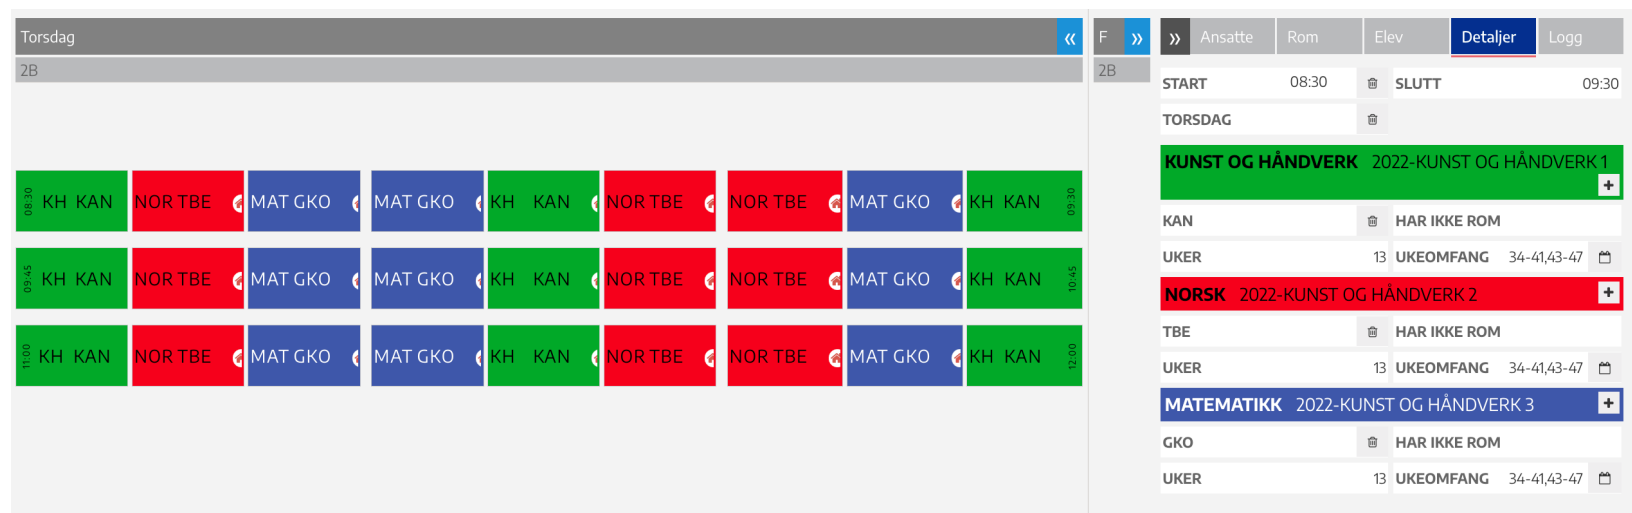 Torsdag « F » » Ansatte Rom Elev Detaljer Logg
2B 2B
START 08:30 SLUTT 09:30
TORSDAG
KUNST OG HÅNDVERK 2022-KUNST OG HÅNDVERK 1
+
08:30 KH KAN NOR TBE MAT GKO MAT GKO KH KAN NOR TBE NOR TBE MAT GKO KH KAN 09:30
KAN HAR IKKE ROM
UKER 13 UKEOMFANG 34-41,43-47
09:45 KH KAN NOR TBE MAT GKO MAT GKO KH KAN NOR TBE NOR TBE MAT GKO KH KAN 10:45
NORSK 2022-KUNST OG HÅNDVERK 2 +
TBE HAR IKKE ROM
11:00 KH KAN NOR TBE MAT GKO MAT GKO KH KAN NOR TBE NOR TBE MAT GKO KH KAN 12:00
UKER 13 UKEOMFANG 34-41,43-47
MATEMATIKK 2022-KUNST OG HÅNDVERK 3 +
GKO HAR IKKE ROM
UKER 13 UKEOMFANG 34-41,43-47